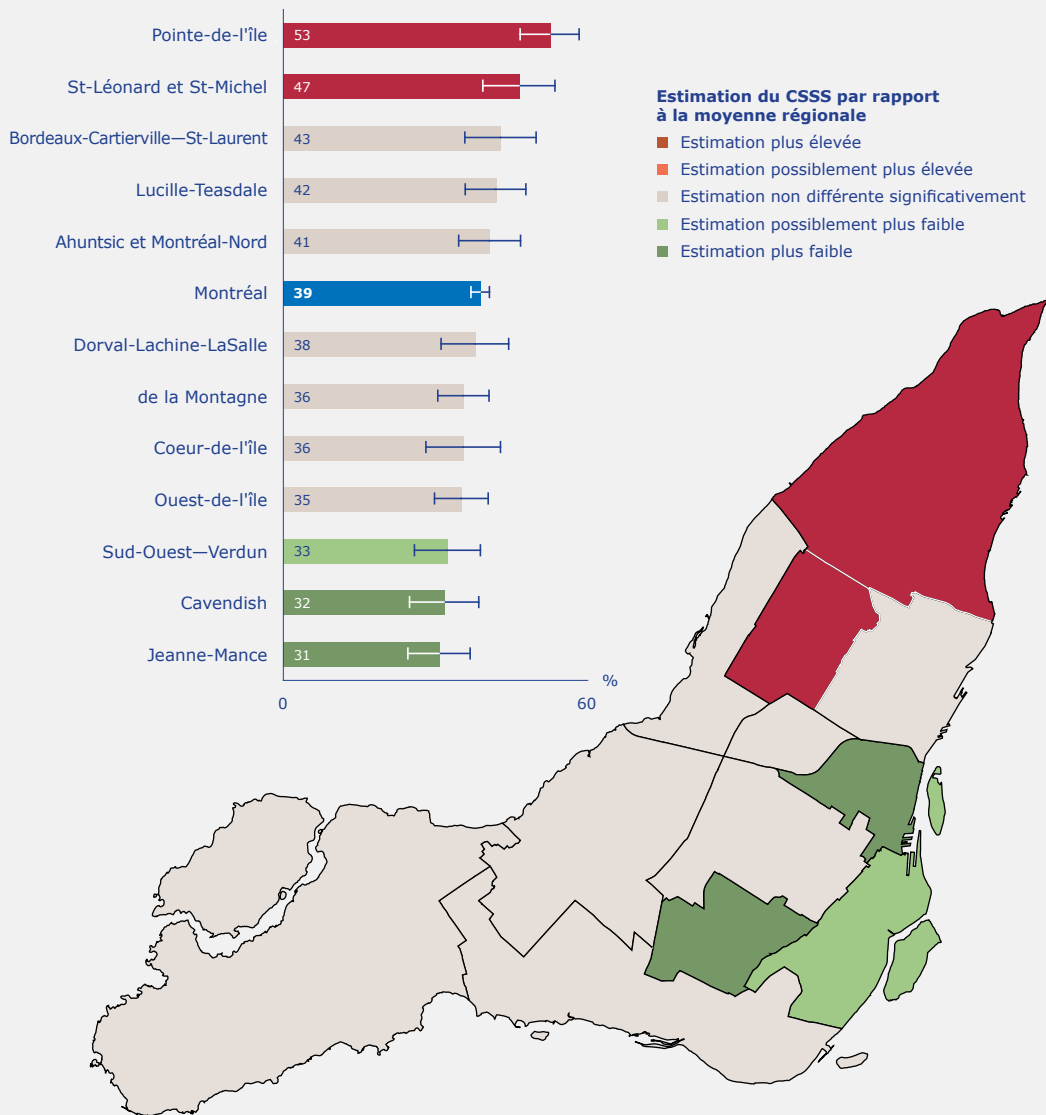 Pointe-de-l'île 53
St-Léonard et St-Michel 47
Bordeaux-Cartierville—St-Laurent 43
Lucille-Teasdale 42
Ahuntsic et Montréal-Nord 41
Montréal 39
Dorval-Lachine-LaSalle 38
de la Montagne 36
Coeur-de-l'île 36
Ouest-de-l'île 35
Sud-Ouest—Verdun 33
Cavendish 32
Jeanne-Mance 31
%
0 60
Estimation du CSSS par rapport
à la moyenne régionale
Estimation plus élevée
Estimation possiblement plus élevée
Estimation non différente significativement
Estimation possiblement plus faible
Estimation plus faible